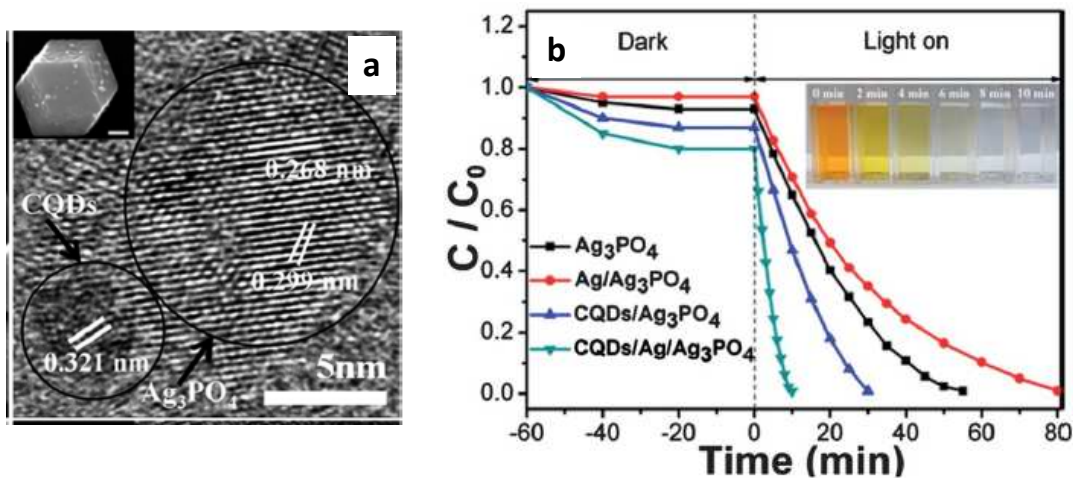 a
0.268 nm
CQDs
0.299 nm
0.321 nm
Ag₃PO₄
5nm
b
1.2
1.0
0.8
0.6
0.4
0.2
0.0
C / C₀
Dark
Light on
0 min 2 min 4 min 6 min 8 min 10 min
Ag₃PO₄
Ag/Ag₃PO₄
CQDs/Ag₃PO₄
CQDs/Ag/Ag₃PO₄
-60 -40 -20 0 20 40 60 80
Time (min)